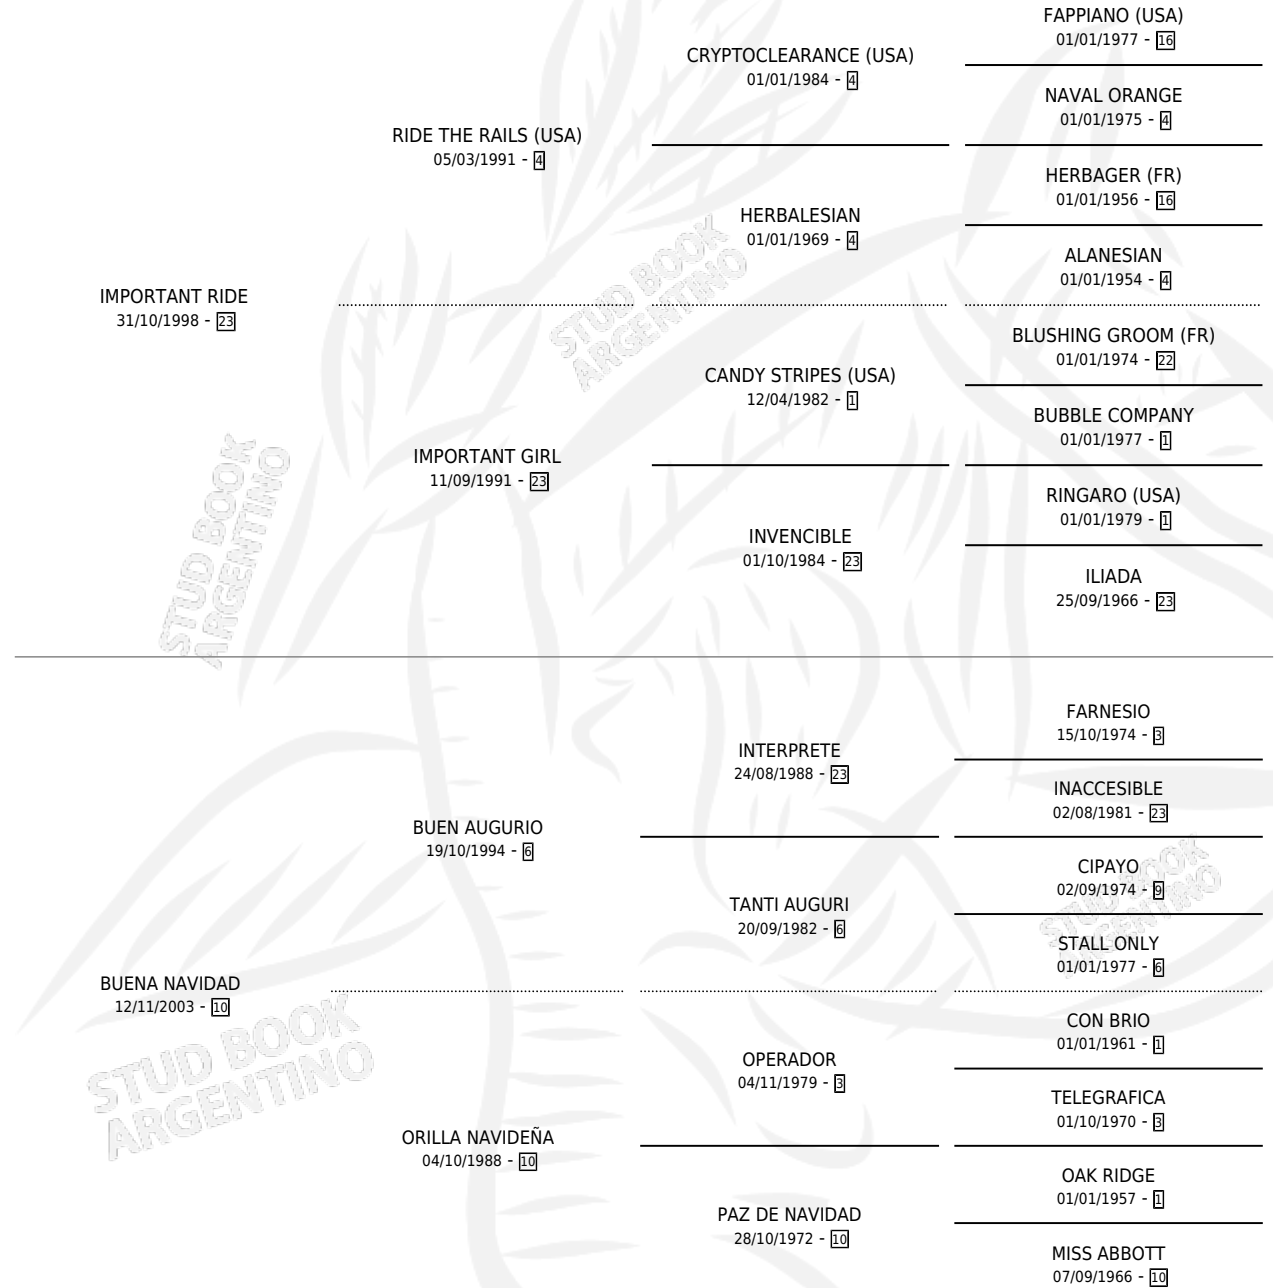 FAPPIANO (USA)
01/01/1977 - 16
CRYPTOCLEARANCE (USA)
01/01/1984 - 4
NAVAL ORANGE
01/01/1975 - 4
RIDE THE RAILS (USA)
05/03/1991 - 4
HERBAGER (FR)
01/01/1956 - 16
HERBALESIAN
01/01/1969 - 4
ALANESIAN
01/01/1954 - 4
IMPORTANT RIDE
31/10/1998 - 23
BLUSHING GROOM (FR)
01/01/1974 - 22
CANDY STRIPES (USA)
12/04/1982 - 1
BUBBLE COMPANY
01/01/1977 - 1
IMPORTANT GIRL
11/09/1991 - 23
RINGARO (USA)
01/01/1979 - 1
INVENCIBLE
01/10/1984 - 23
ILIADA
25/09/1966 - 23
FARNESIO
15/10/1974 - 3
INTERPRETE
24/08/1988 - 23
INACCESIBLE
02/08/1981 - 23
BUEN AUGURIO
19/10/1994 - 6
CIPAYO
02/09/1974 - 9
TANTI AUGURI
20/09/1982 - 6
STALL ONLY
01/01/1977 - 6
BUENA NAVIDAD
12/11/2003 - 10
CON BRIO
01/01/1961 - 1
OPERADOR
04/11/1979 - 3
TELEGRAFICA
01/10/1970 - 3
ORILLA NAVIDEÑA
04/10/1988 - 10
OAK RIDGE
01/01/1957 - 1
PAZ DE NAVIDAD
28/10/1972 - 10
MISS ABBOTT
07/09/1966 - 10
STUD BOOK
ARGENTINO
STUD BOOK
ARGENTINO
STUD BOOK
ARGENTINO
STUD BOOK
ARGENTINO